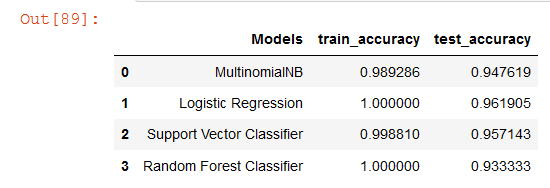 Out[89]:
Models train_accuracy test_accuracy
0 MultinomialNB 0.989286 0.947619
1 Logistic Regression 1.000000 0.961905
2 Support Vector Classifier 0.998810 0.957143
3 Random Forest Classifier 1.000000 0.933333